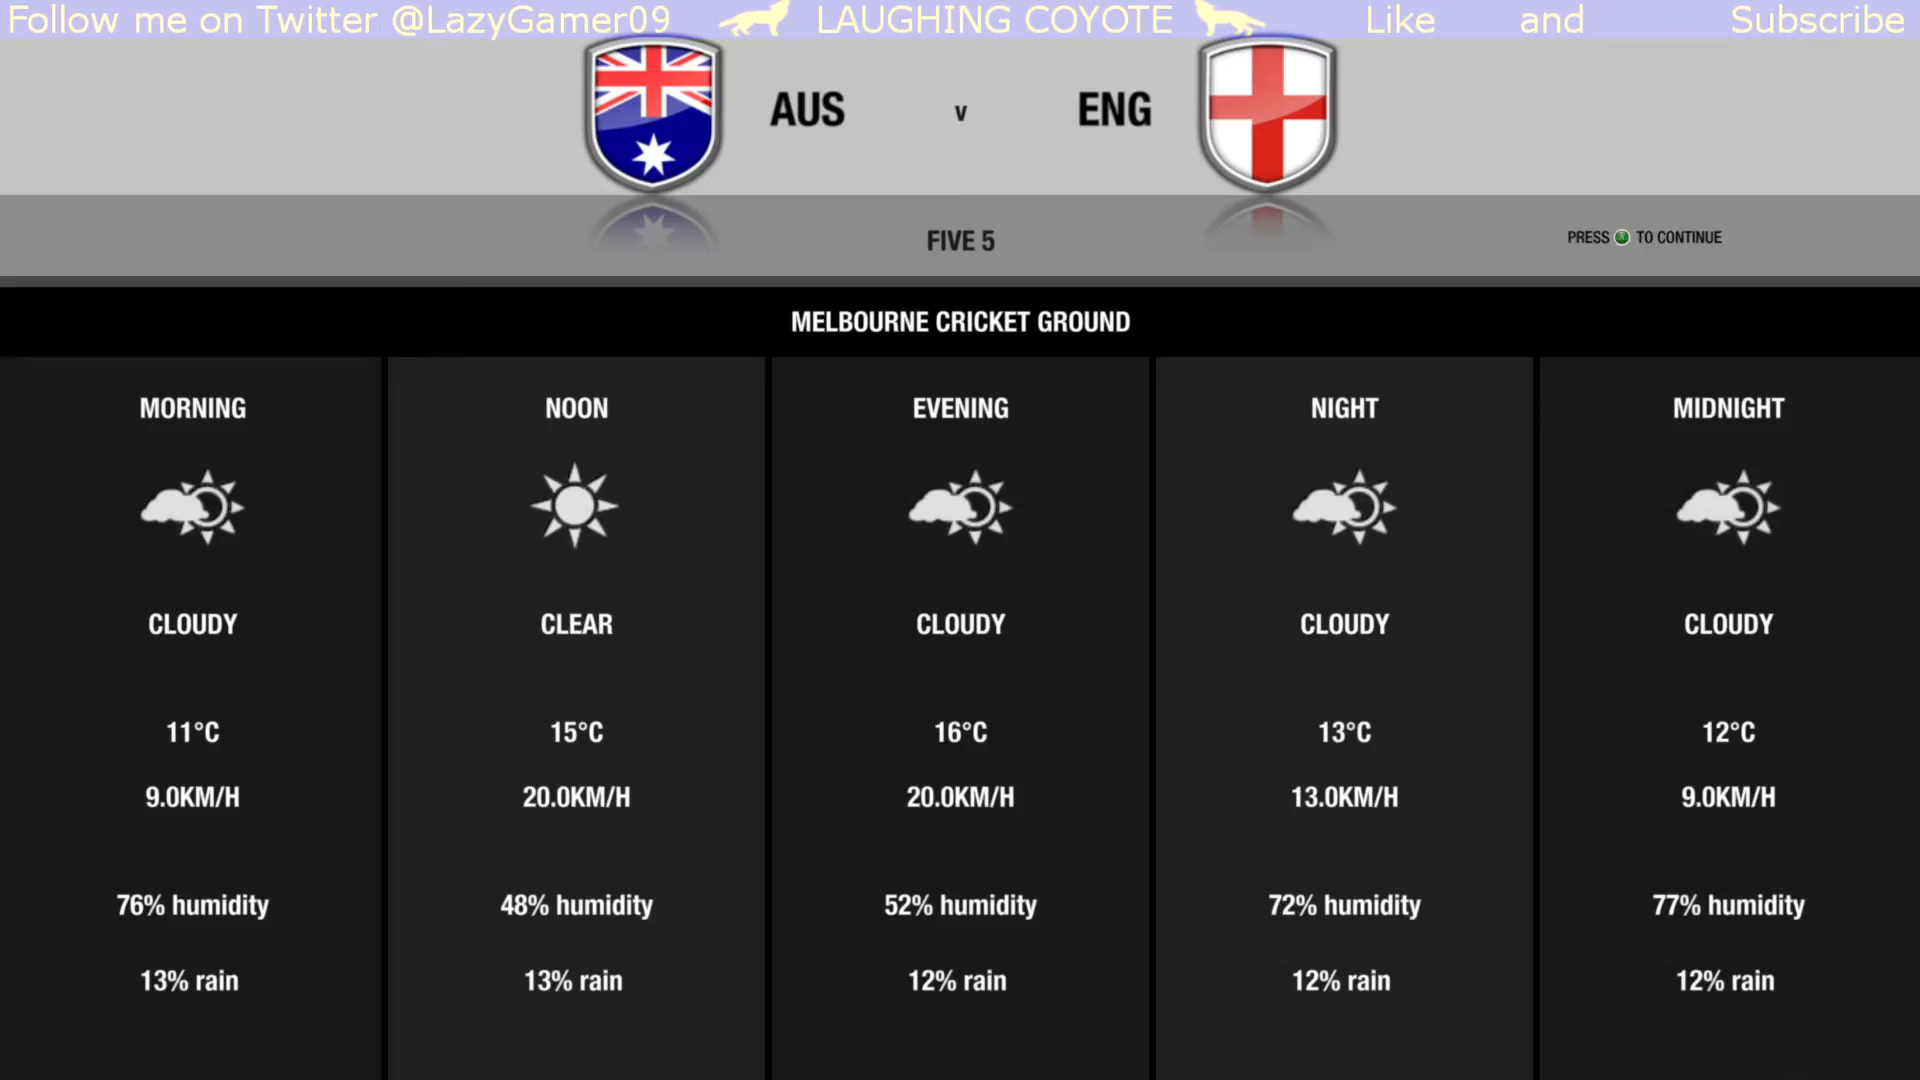 Follow me on Twitter @LazyGamer09 LAUGHING COYOTE Like and Subscribe
AUS v ENG
FIVE 5
PRESS TO CONTINUE
MELBOURNE CRICKET GROUND
MORNING NOON EVENING NIGHT MIDNIGHT
CLOUDY CLEAR CLOUDY CLOUDY CLOUDY
11°C 15°C 16°C 13°C 12°C
9.0KM/H 20.0KM/H 20.0KM/H 13.0KM/H 9.0KM/H
76% humidity 48% humidity 52% humidity 72% humidity 77% humidity
13% rain 13% rain 12% rain 12% rain 12% rain